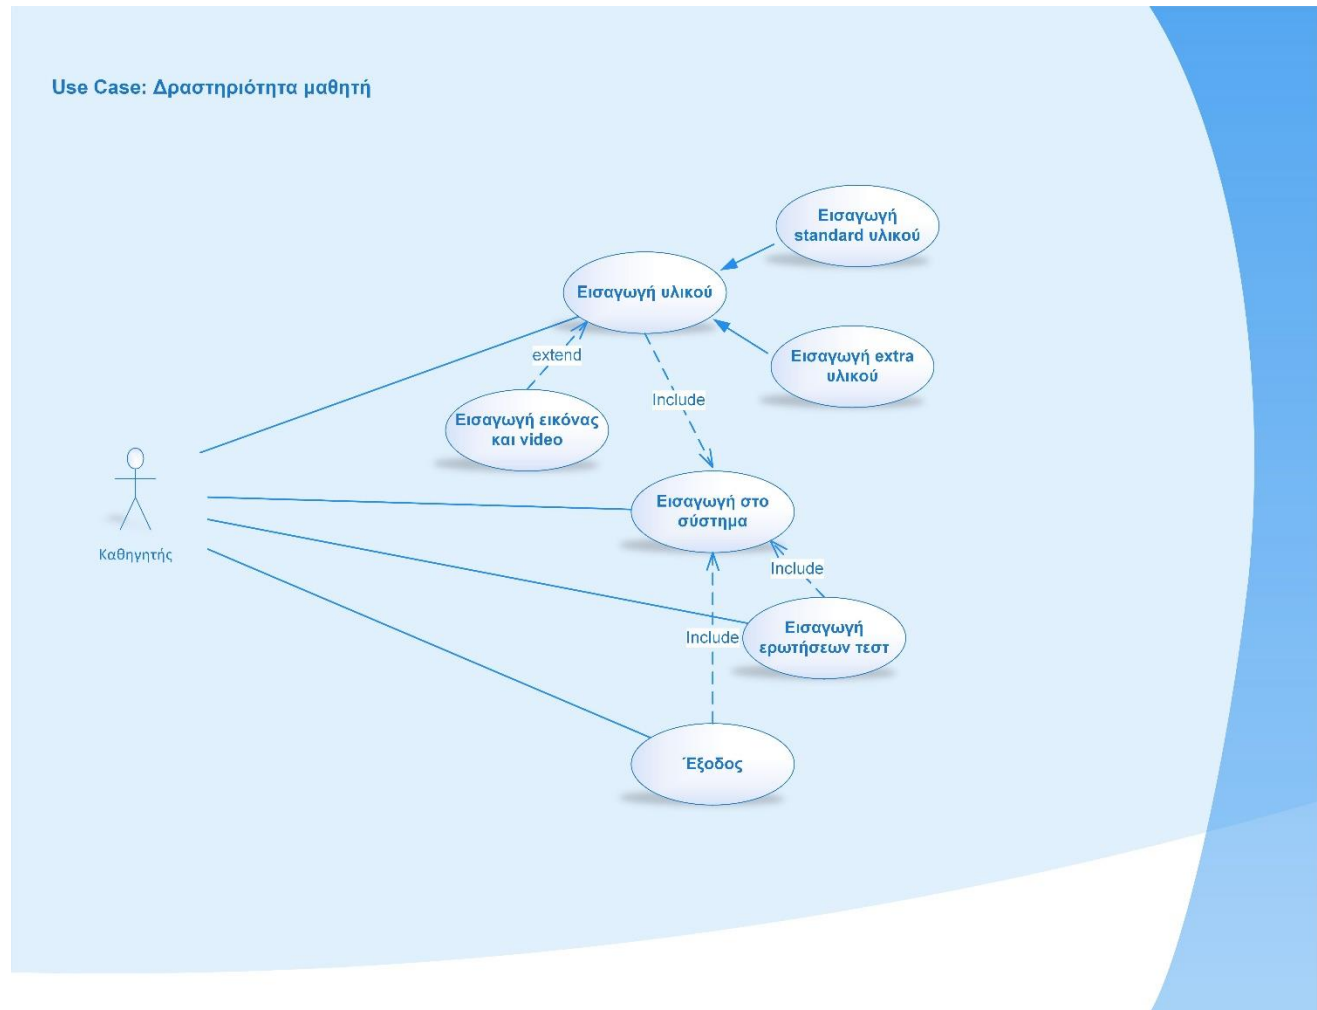 Use Case: Δραστηριότητα μαθητή
Εισαγωγή
standard υλικού
Εισαγωγή υλικού
extend
Εισαγωγή extra
υλικού
Include
Εισαγωγή εικόνας
και video
Εισαγωγή στο
σύστημα
Καθηγητής
Include
Include
Εισαγωγή
ερωτήσεων τεστ
Έξοδος